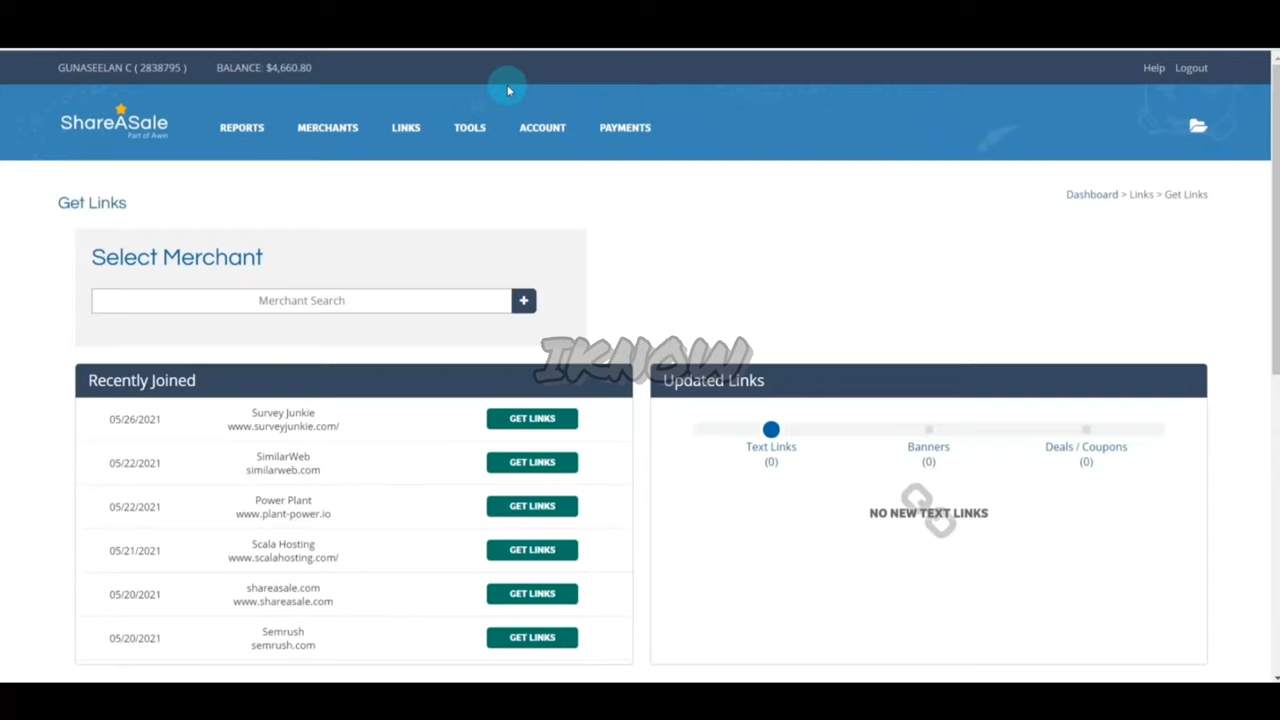 GUNASEELAN C ( 2838795 ) BALANCE: $4,660.80 Help Logout
ShareASale
Part of Awin
REPORTS MERCHANTS LINKS TOOLS ACCOUNT PAYMENTS
Get Links
Dashboard > Links > Get Links
Select Merchant
Merchant Search
IKNOW
Recently Joined
05/26/2021 Survey Junkie GET LINKS
www.surveyjunkie.com/
05/22/2021 SimilarWeb GET LINKS
similarweb.com
05/22/2021 Power Plant GET LINKS
www.plant-power.io
05/21/2021 Scala Hosting GET LINKS
www.scalahosting.com/
05/20/2021 shareasale.com GET LINKS
www.shareasale.com
05/20/2021 Semrush GET LINKS
semrush.com
Updated Links
Text Links Banners Deals / Coupons
(0) (0) (0)
NO NEW TEXT LINKS